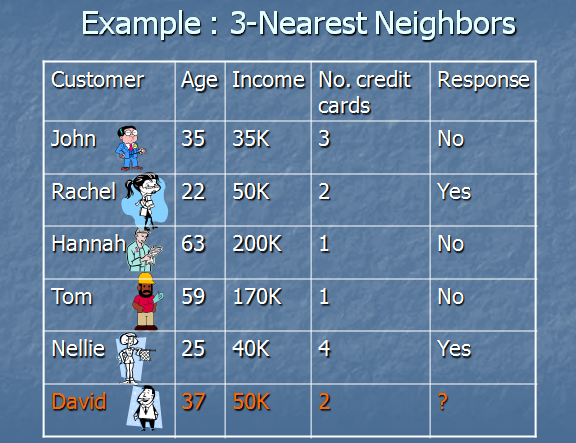 Example : 3-Nearest Neighbors
Customer Age Income No. credit cards Response
John 35 35K 3 No
Rachel 22 50K 2 Yes
Hannah 63 200K 1 No
Tom 59 170K 1 No
Nellie 25 40K 4 Yes
David 37 50K 2 ?